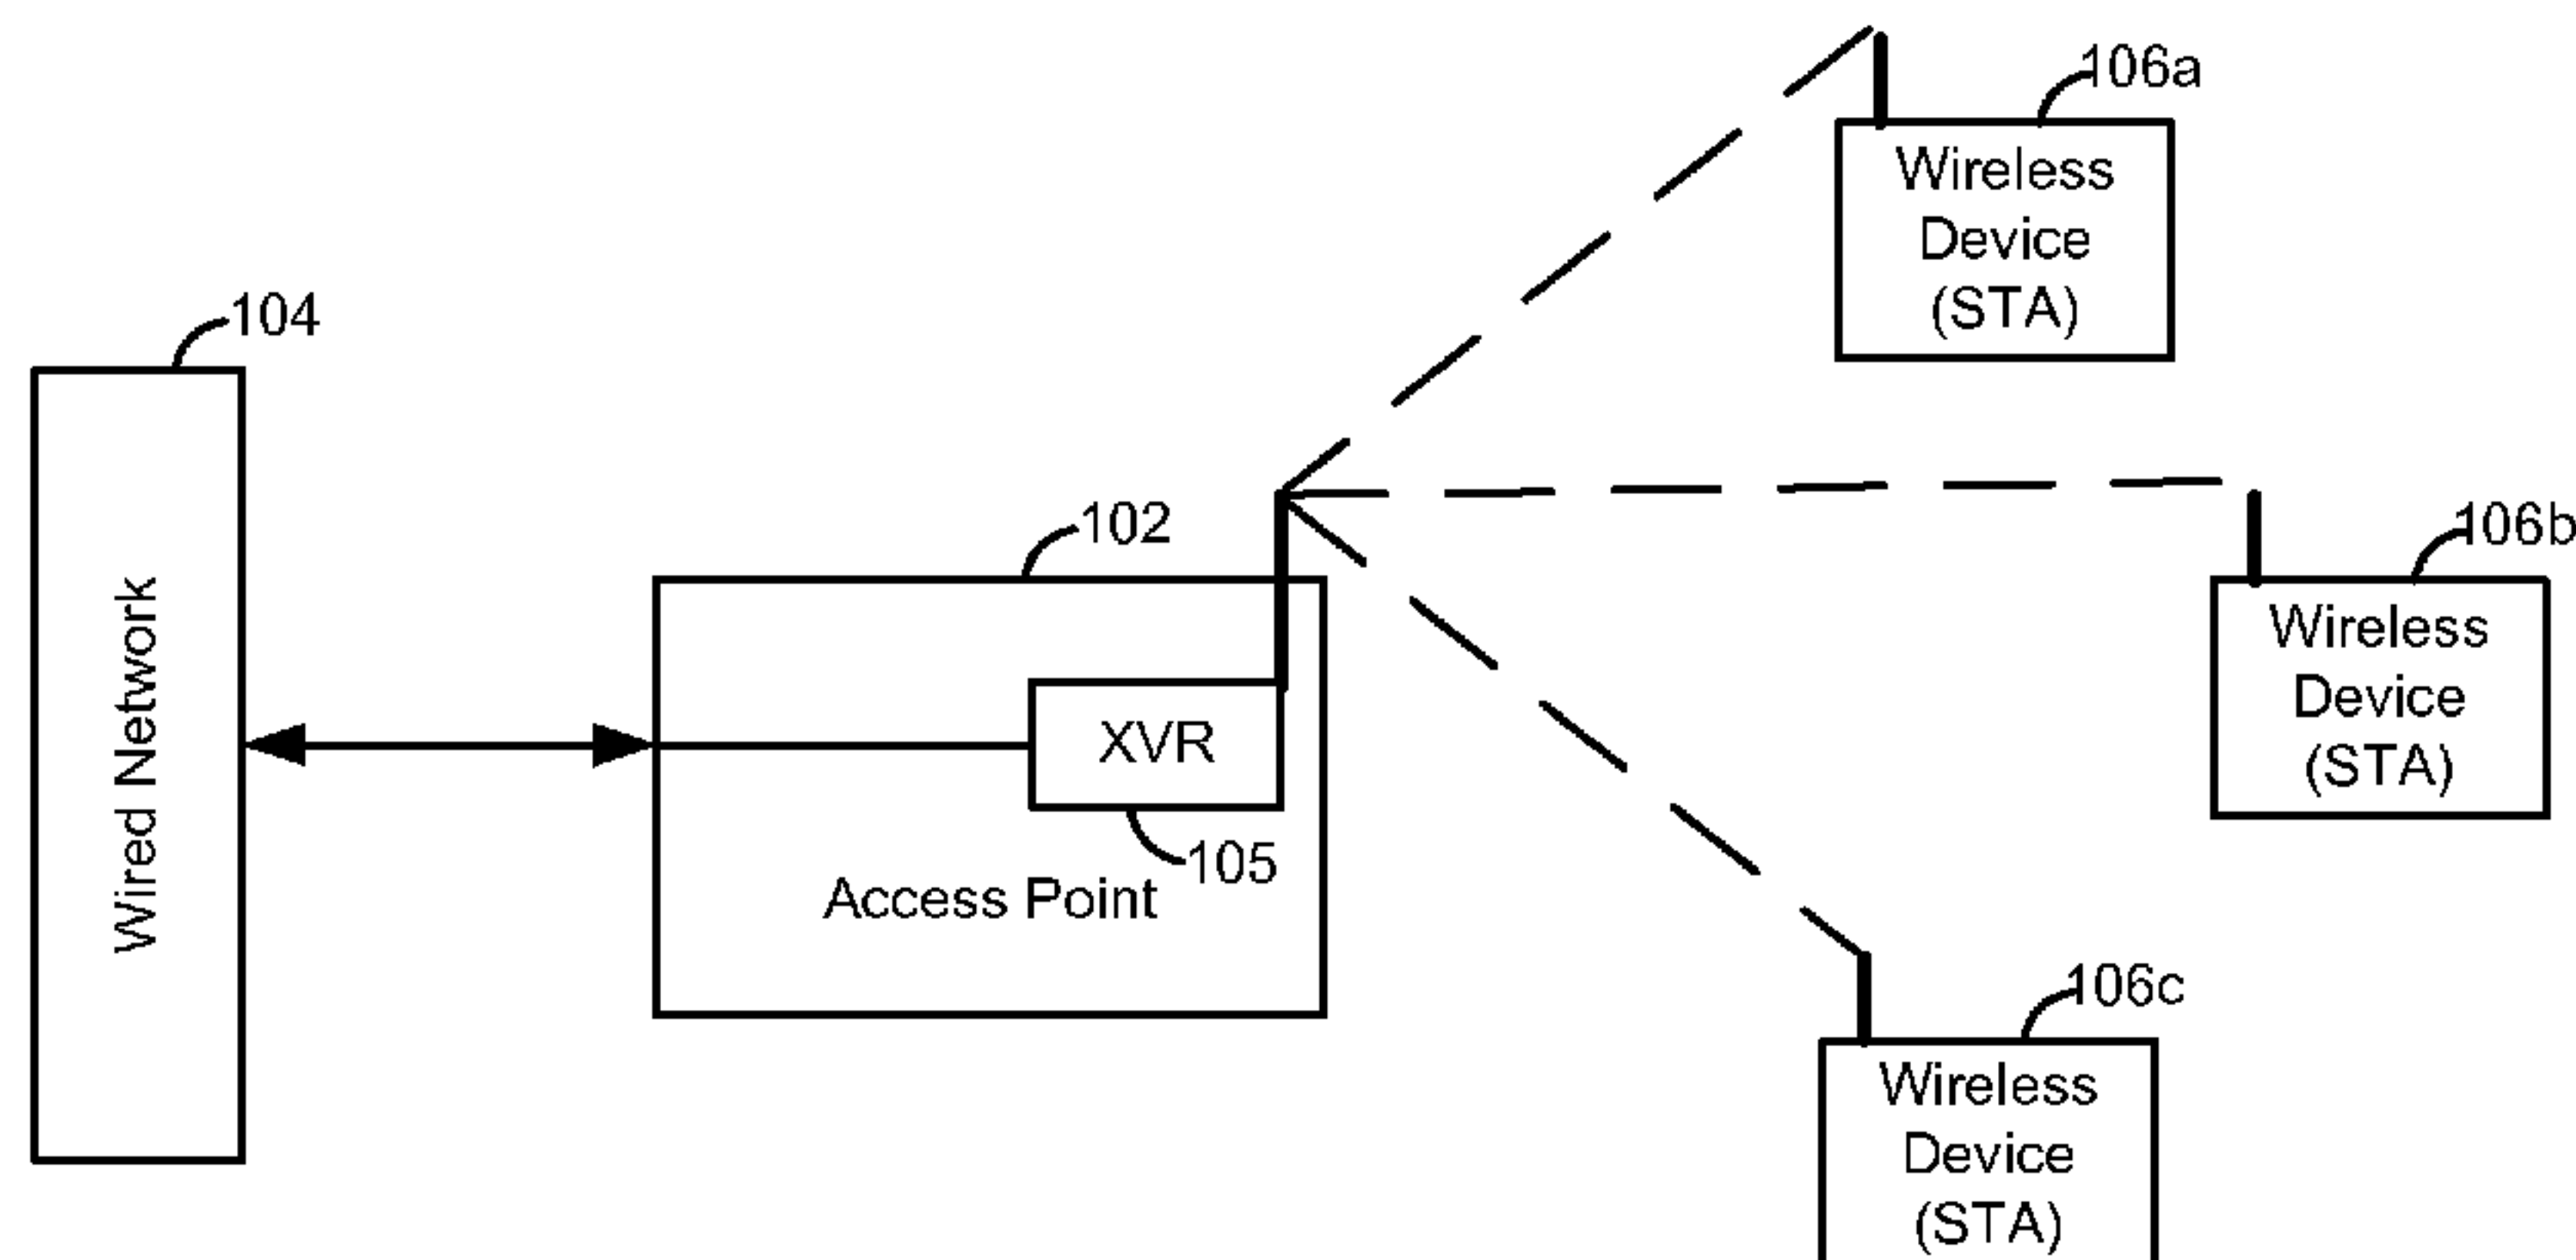 106a
Wireless
Device
(STA)
104
Wired Network
102
XVR
105
Access Point
106b
Wireless
Device
(STA)
106c
Wireless
Device
(STA)